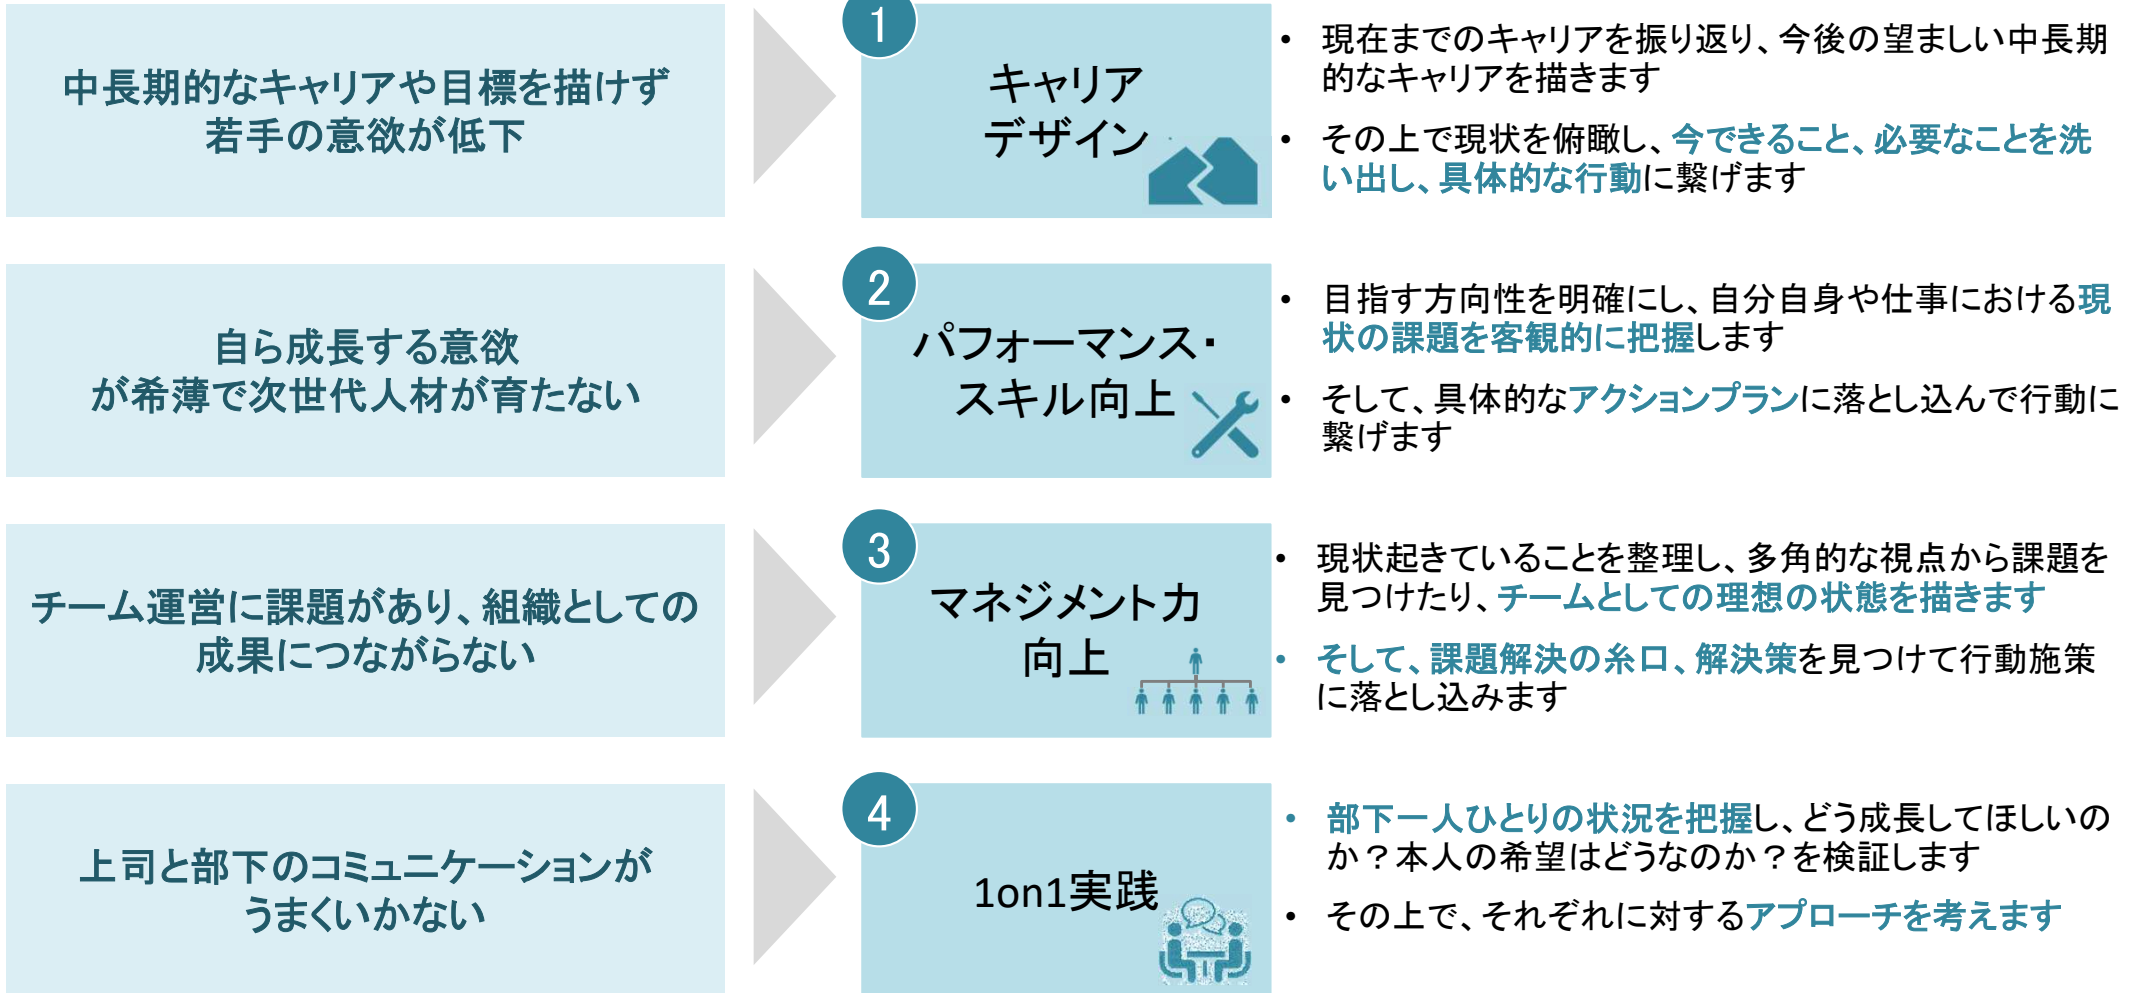 中長期的なキャリアや目標を描けず
若手の意欲が低下
1
キャリア
デザイン
• 現在までのキャリアを振り返り、今後の望ましい中長期
的なキャリアを描きます
• その上で現状を俯瞰し、今できること、必要なことを洗
い出し、具体的な行動に繋げます
自ら成長する意欲
が希薄で次世代人材が育たない
2
パフォーマンス・
スキル向上
• 目指す方向性を明確にし、自分自身や仕事における現
状の課題を客観的に把握します
• そして、具体的なアクションプランに落とし込んで行動に
繋げます
チーム運営に課題があり、組織としての
成果につながらない
3
マネジメント力
向上
• 現状起きていることを整理し、多角的な視点から課題を
見つけたり、チームとしての理想の状態を描きます
• そして、課題解決の糸口、解決策を見つけて行動施策
に落とし込みます
上司と部下のコミュニケーションが
うまくいかない
4
1on1実践
• 部下一人ひとりの状況を把握し、どう成長してほしいの
か？本人の希望はどうなのか？を検証します
• その上で、それぞれに対するアプローチを考えます